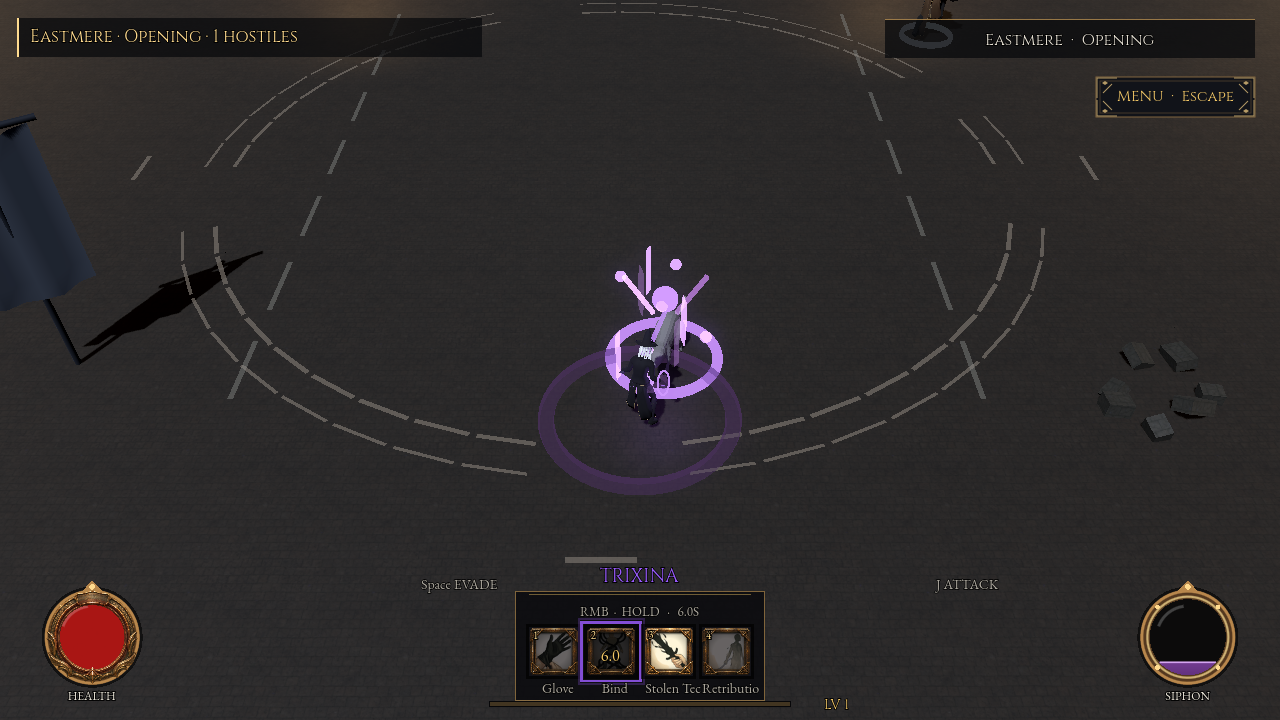 Eastmere · Opening · 1 hostiles
Eastmere · Opening
MENU · Escape
Space EVADE
TRIXINA
J ATTACK
RMB · HOLD · 6.0S
1
2
3
4
6.0
Glove
Bind
Stolen Tec
Retributio
HEALTH
SIPHON
LV 1